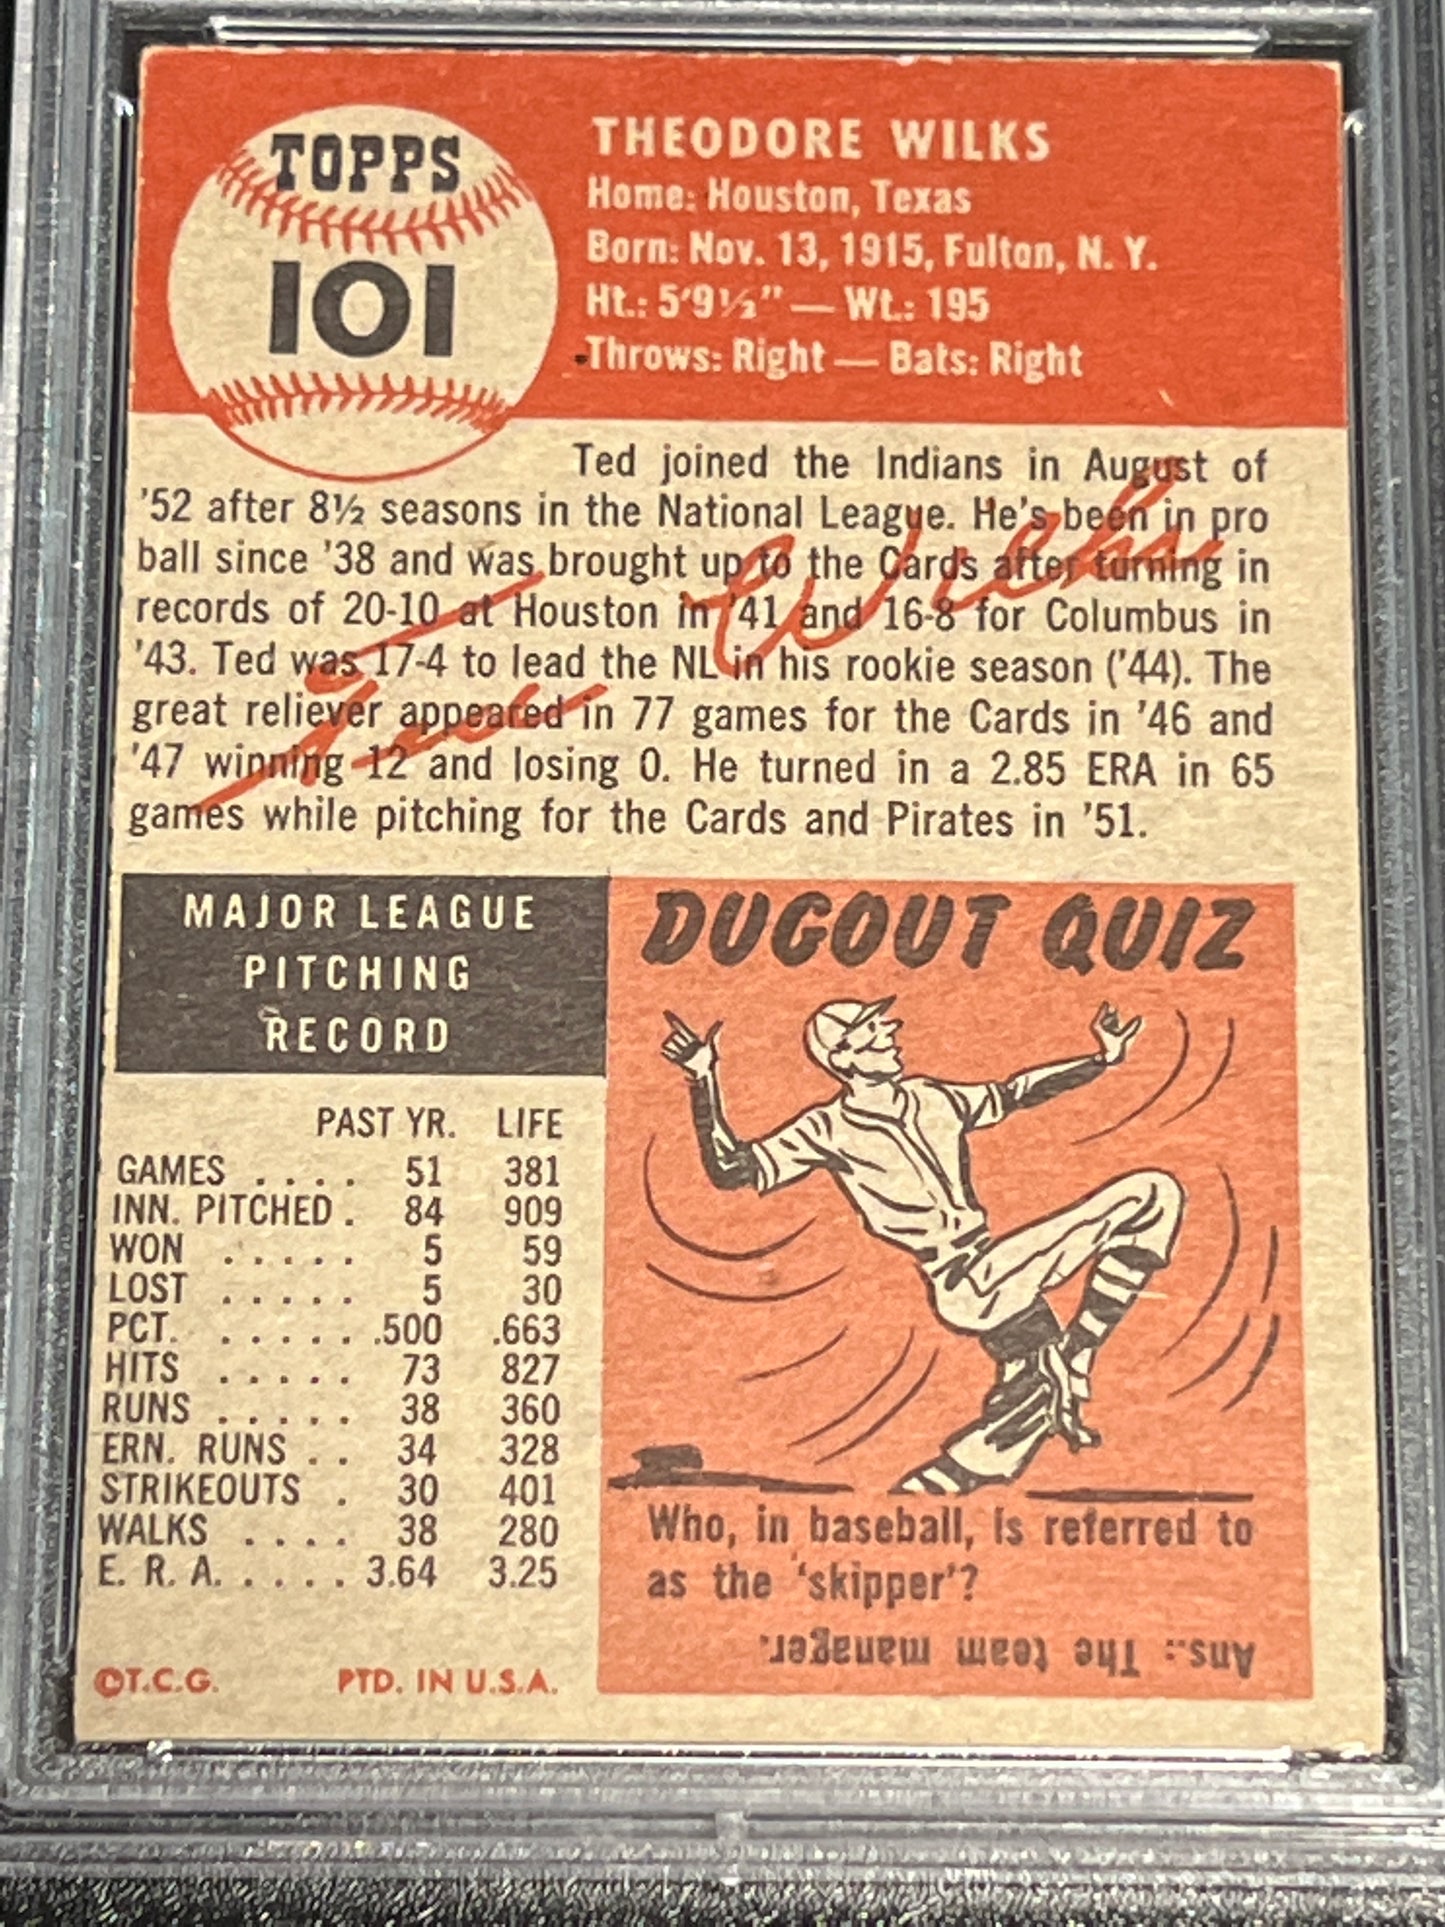 TOPPS
101
THEODORE WILKS
Home: Houston, Texas
Born: Nov. 13, 1915, Fulton, N. Y.
Ht.: 5'9½" — Wt.: 195
Throws: Right — Bats: Right
Ted joined the Indians in August of
'52 after 8½ seasons in the National League. He's been in pro
ball since '38 and was brought up to the Cards after turning in
records of 20-10 at Houston in '41 and 16-8 for Columbus in
'43. Ted was 17-4 to lead the NL in his rookie season ('44). The
great reliever appeared in 77 games for the Cards in '46 and
'47 winning 12 and losing 0. He turned in a 2.85 ERA in 65
games while pitching for the Cards and Pirates in '51.
Ted Wilks
MAJOR LEAGUE
PITCHING
RECORD
PAST YR. LIFE
GAMES . . . . 51 381
INN. PITCHED . 84 909
WON . . . . . 5 59
LOST . . . . . 5 30
PCT. . . . . . . .500 .663
HITS . . . . . 73 827
RUNS . . . . . 38 360
ERN. RUNS . . 34 328
STRIKEOUTS . 30 401
WALKS . . . . 38 280
E. R. A. . . . . . 3.64 3.25
©T.C.G. PTD. IN U.S.A.
DUGOUT QUIZ
Who, in baseball, is referred to
as the 'skipper'?
Ans.: The team manager.